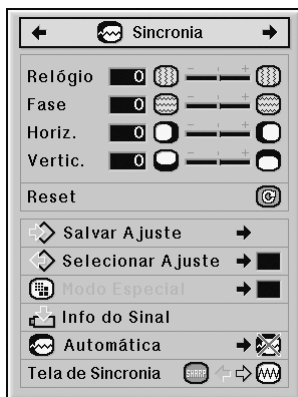 Sincronia
Relógio 0 - +
Fase 0 - +
Horiz. 0 - +
Vertic. 0 - +
Reset
Salvar Ajuste
Selecionar Ajuste
Modo Especial
Info do Sinal
Automática
Tela de Sincronia SHARP